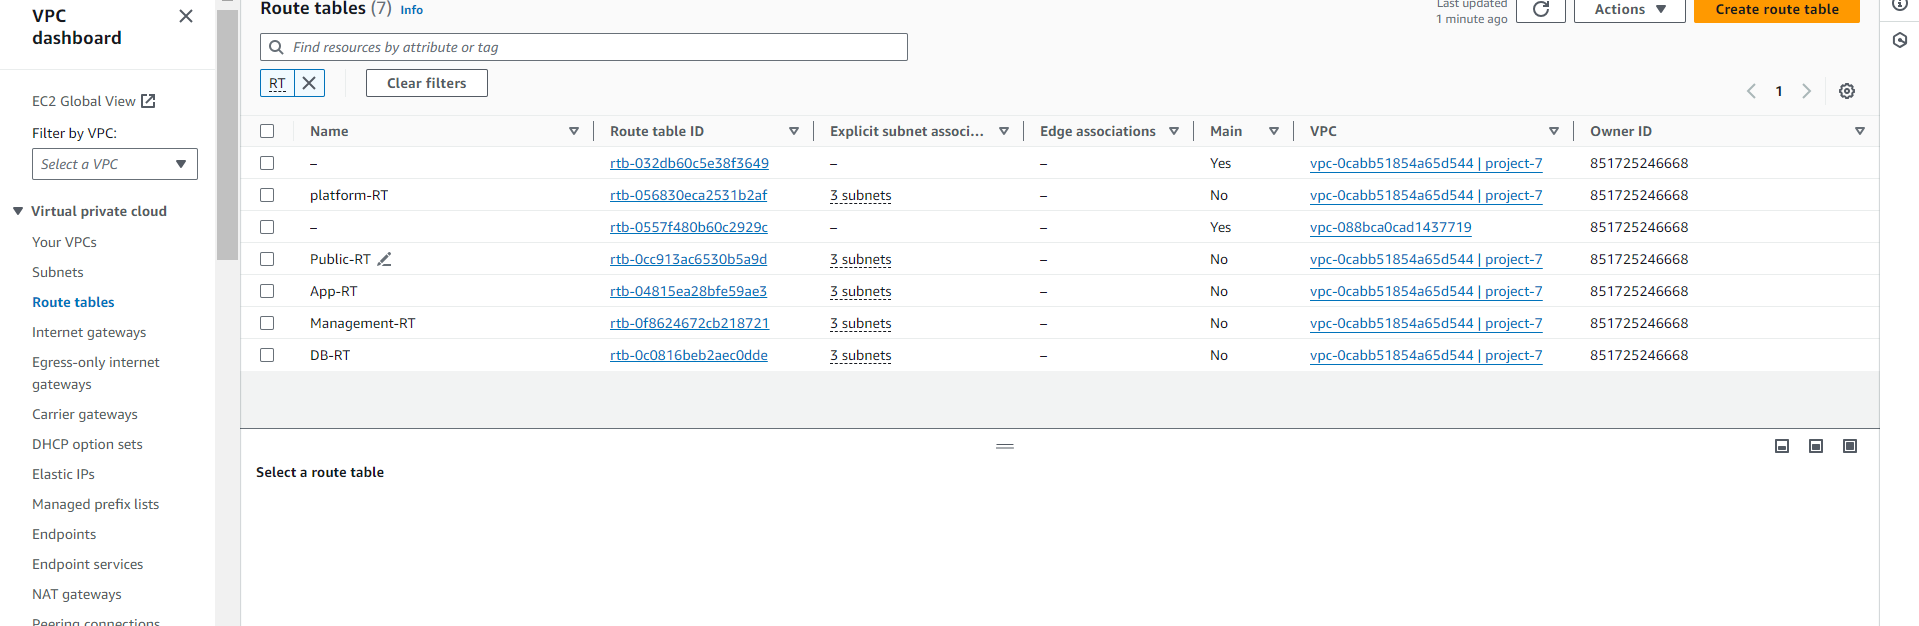 VPC
dashboard
EC2 Global View
Filter by VPC:
Select a VPC
Virtual private cloud
Your VPCs
Subnets
Route tables
Internet gateways
Egress-only internet
gateways
Carrier gateways
DHCP option sets
Elastic IPs
Managed prefix lists
Endpoints
Endpoint services
NAT gateways
Peering connections
Route tables (7) Info
Last updated
1 minute ago
Actions
Create route table
Find resources by attribute or tag
RT
Clear filters
1
Name Route table ID Explicit subnet associ... Edge associations Main VPC Owner ID
– rtb-032db60c5e38f3649 – – Yes vpc-0cabb51854a65d544 | project-7 851725246668
platform-RT rtb-056830eca2531b2af 3 subnets – No vpc-0cabb51854a65d544 | project-7 851725246668
– rtb-0557f480b60c2929c – – Yes vpc-088bca0cad1437719 851725246668
Public-RT rtb-0cc913ac6530b5a9d 3 subnets – No vpc-0cabb51854a65d544 | project-7 851725246668
App-RT rtb-04815ea28bfe59ae3 3 subnets – No vpc-0cabb51854a65d544 | project-7 851725246668
Management-RT rtb-0f8624672cb218721 3 subnets – No vpc-0cabb51854a65d544 | project-7 851725246668
DB-RT rtb-0c0816beb2aec0dde 3 subnets – No vpc-0cabb51854a65d544 | project-7 851725246668
Select a route table